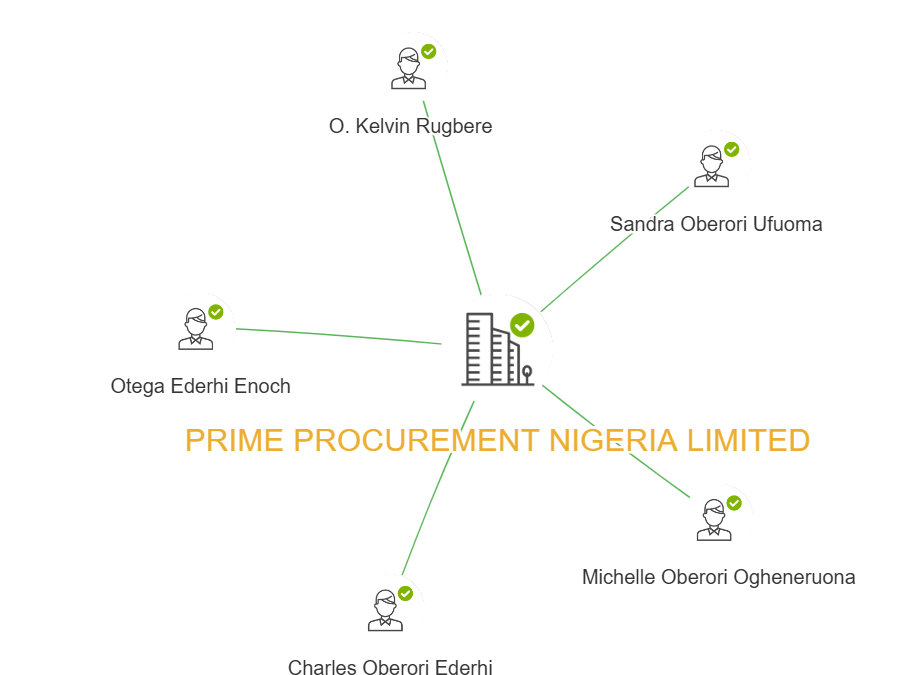 O. Kelvin Rugbere
Sandra Oberori Ufuoma
Otega Ederhi Enoch
PRIME PROCUREMENT NIGERIA LIMITED
Michelle Oberori Ogheneruona
Charles Oberori Ederhi